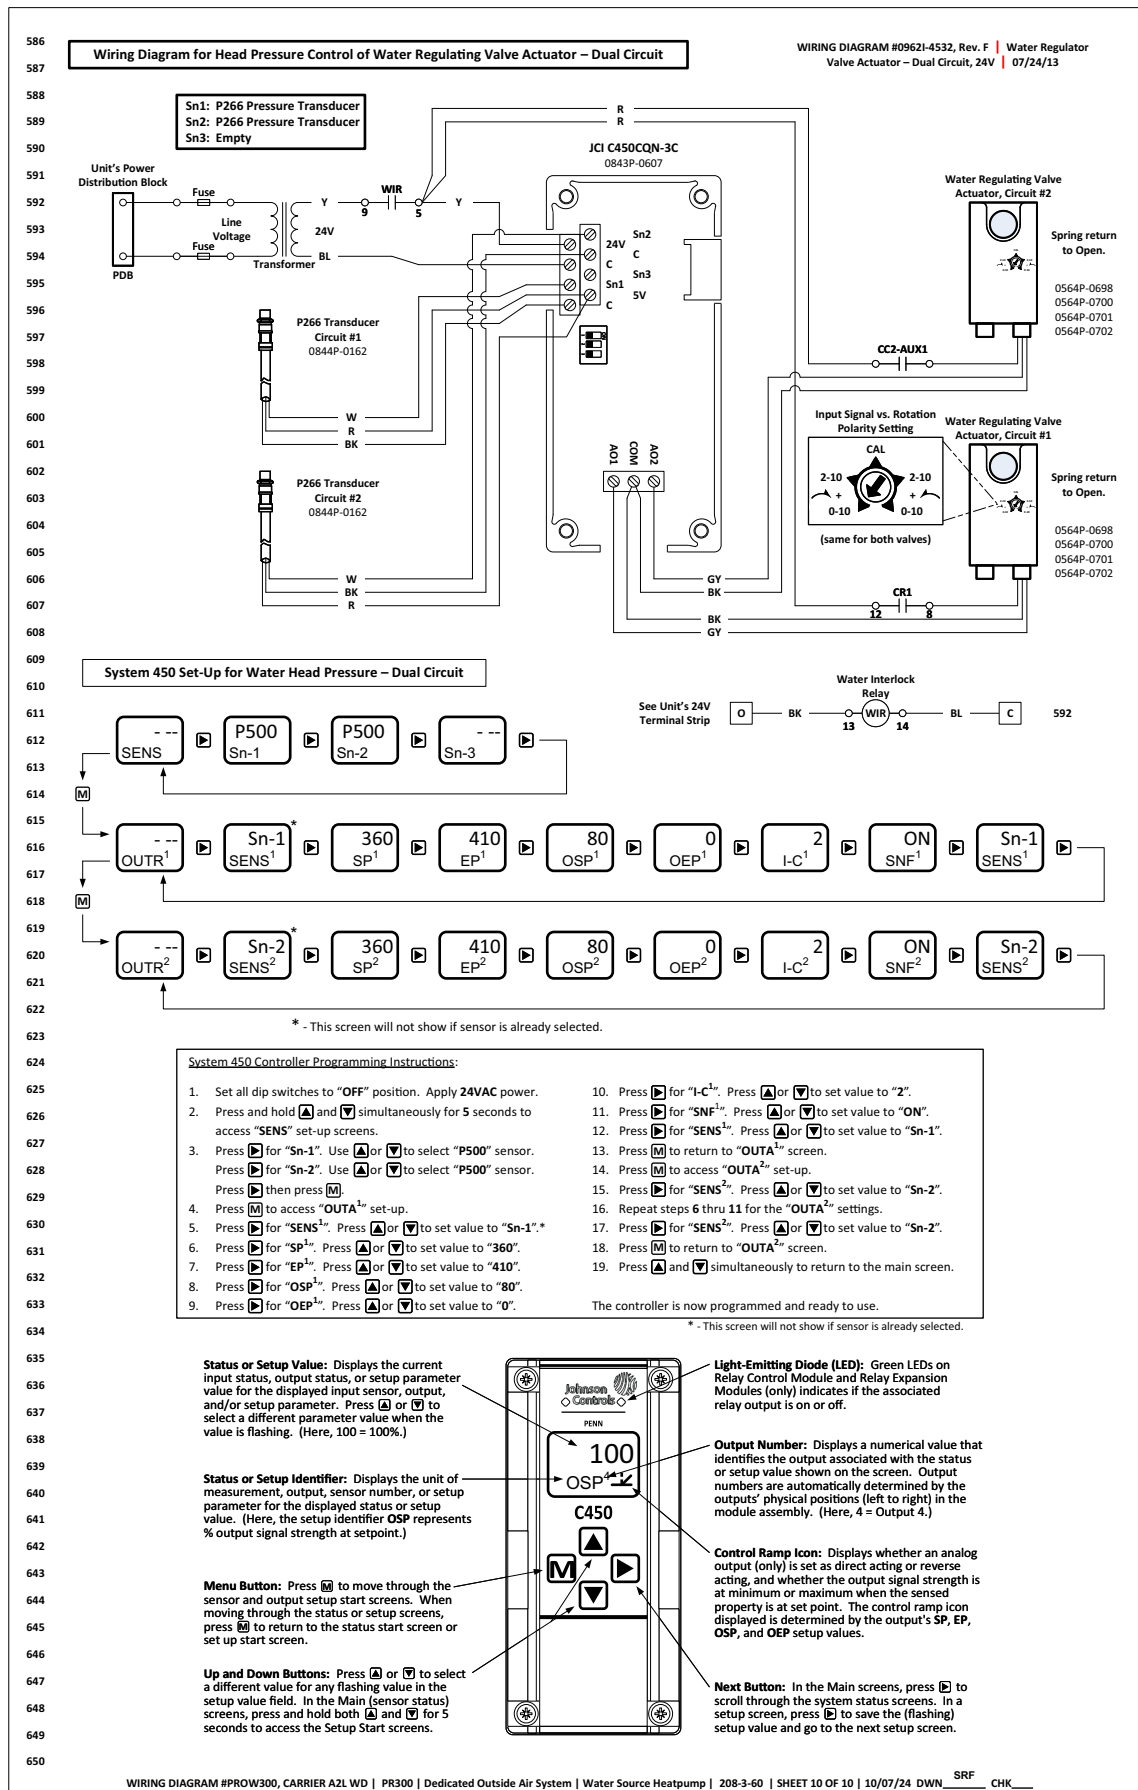 586
587
588
589
590
591
592
593
594
595
596
597
598
599
600
601
602
603
604
605
606
607
608
609
610
611
612
613
614
615
616
617
618
619
620
621
622
623
624
625
626
627
628
629
630
631
632
633
634
635
636
637
638
639
640
641
642
643
644
645
646
647
648
649
650
Wiring Diagram for Head Pressure Control of Water Regulating Valve Actuator – Dual Circuit
WIRING DIAGRAM #0962I-4532, Rev. F | Water Regulator
Valve Actuator – Dual Circuit, 24V | 07/24/13
Sn1: P266 Pressure Transducer
Sn2: P266 Pressure Transducer
Sn3: Empty
R
R
JCI C450CQN-3C
0843P-0607
Unit's Power
Distribution Block
PDB
Fuse
Fuse
Line
Voltage
Transformer
24V
Y
BL
9
WIR
5
Y
Sn2
24V
C
C
Sn3
Sn1
5V
C
Water Regulating Valve
Actuator, Circuit #2
Spring return
to Open.
0564P-0698
0564P-0700
0564P-0701
0564P-0702
P266 Transducer
Circuit #1
0844P-0162
W
R
BK
CC2-AUX1
Input Signal vs. Rotation
Polarity Setting
CAL
2-10
2-10
+
+
0-10
0-10
(same for both valves)
Water Regulating Valve
Actuator, Circuit #1
Spring return
to Open.
0564P-0698
0564P-0700
0564P-0701
0564P-0702
AO1
COM
AO2
P266 Transducer
Circuit #2
0844P-0162
W
BK
R
GY
BK
BK
GY
CR1
12
8
System 450 Set-Up for Water Head Pressure – Dual Circuit
See Unit's 24V
Terminal Strip
Water Interlock
Relay
O
BK
13
WIR
14
BL
C
592
- --
SENS
P500
Sn-1
P500
Sn-2
- --
Sn-3
M
- --
OUTR1
Sn-1
*
SENS1
360
SP1
410
EP1
80
OSP1
0
OEP1
2
I-C1
ON
SNF1
Sn-1
SENS1
M
- --
OUTR2
Sn-2
*
SENS2
360
SP2
410
EP2
80
OSP2
0
OEP2
2
I-C2
ON
SNF2
Sn-2
SENS2
* - This screen will not show if sensor is already selected.
System 450 Controller Programming Instructions:
1. Set all dip switches to “OFF” position. Apply 24VAC power.
2. Press and hold ▲ and ▼ simultaneously for 5 seconds to
access “SENS” set-up screens.
3. Press ▶ for “Sn-1”. Use ▲ or ▼ to select “P500” sensor.
Press ▶ for “Sn-2”. Use ▲ or ▼ to select “P500” sensor.
Press ▶ then press M.
4. Press M to access “OUTA1” set-up.
5. Press ▶ for “SENS1”. Press ▲ or ▼ to set value to “Sn-1”.*
6. Press ▶ for “SP1”. Press ▲ or ▼ to set value to “360”.
7. Press ▶ for “EP1”. Press ▲ or ▼ to set value to “410”.
8. Press ▶ for “OSP1”. Press ▲ or ▼ to set value to “80”.
9. Press ▶ for “OEP1”. Press ▲ or ▼ to set value to “0”.
10. Press ▶ for “I-C1”. Press ▲ or ▼ to set value to “2”.
11. Press ▶ for “SNF1”. Press ▲ or ▼ to set value to “ON”.
12. Press ▶ for “SENS1”. Press ▲ or ▼ to set value to “Sn-1”.
13. Press M to return to “OUTA1” screen.
14. Press M to access “OUTA2” set-up.
15. Press ▶ for “SENS2”. Press ▲ or ▼ to set value to “Sn-2”.
16. Repeat steps 6 thru 11 for the “OUTA2” settings.
17. Press ▶ for “SENS2”. Press ▲ or ▼ to set value to “Sn-2”.
18. Press M to return to “OUTA2” screen.
19. Press ▲ and ▼ simultaneously to return to the main screen.
The controller is now programmed and ready to use.
* - This screen will not show if sensor is already selected.
Status or Setup Value: Displays the current
input status, output status, or setup parameter
value for the displayed input sensor, output,
and/or setup parameter. Press ▲ or ▼ to
select a different parameter value when the
value is flashing. (Here, 100 = 100%.)
Status or Setup Identifier: Displays the unit of
measurement, output, sensor number, or setup
parameter for the displayed status or setup
value. (Here, the setup identifier OSP represents
% output signal strength at setpoint.)
Menu Button: Press M to move through the
sensor and output setup start screens. When
moving through the status or setup screens,
press M to return to the status start screen or
set up start screen.
Up and Down Buttons: Press ▲ or ▼ to select
a different value for any flashing value in the
setup value field. In the Main (sensor status)
screens, press and hold both ▲ and ▼ for 5
seconds to access the Setup Start screens.
Johnson
Controls
PENN
100
OSP4
C450
M
Light-Emitting Diode (LED): Green LEDs on
Relay Control Module and Relay Expansion
Modules (only) indicates if the associated
relay output is on or off.
Output Number: Displays a numerical value that
identifies the output associated with the status
or setup value shown on the screen. Output
numbers are automatically determined by the
outputs' physical positions (left to right) in the
module assembly. (Here, 4 = Output 4.)
Control Ramp Icon: Displays whether an analog
output (only) is set as direct acting or reverse
acting, and whether the output signal strength is
at minimum or maximum when the sensed
property is at set point. The control ramp icon
displayed is determined by the output's SP, EP,
OSP, and OEP setup values.
Next Button: In the Main screens, press ▶ to
scroll through the system status screens. In a
setup screen, press ▶ to save the (flashing)
setup value and go to the next setup screen.
WIRING DIAGRAM #PROW300, CARRIER A2L WD | PR300 | Dedicated Outside Air System | Water Source Heatpump | 208-3-60 | SHEET 10 OF 10 | 10/07/24 DWN SRF CHK